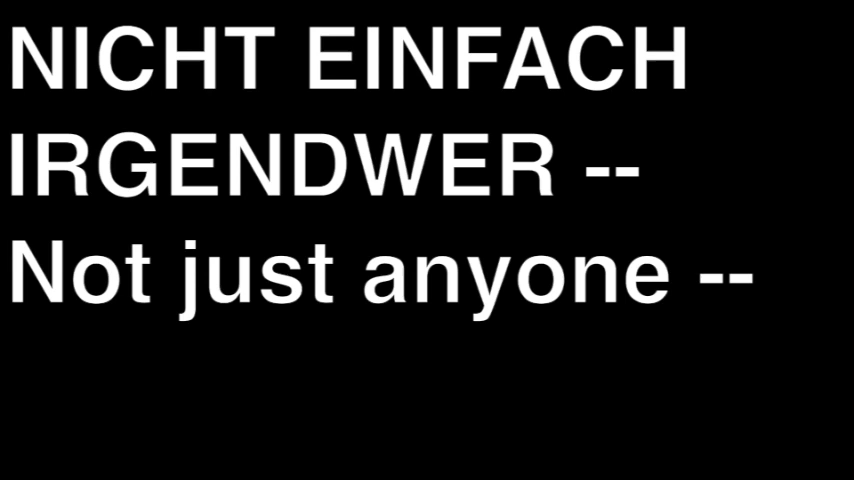 NICHT EINFACH
IRGENDWER --
Not just anyone --